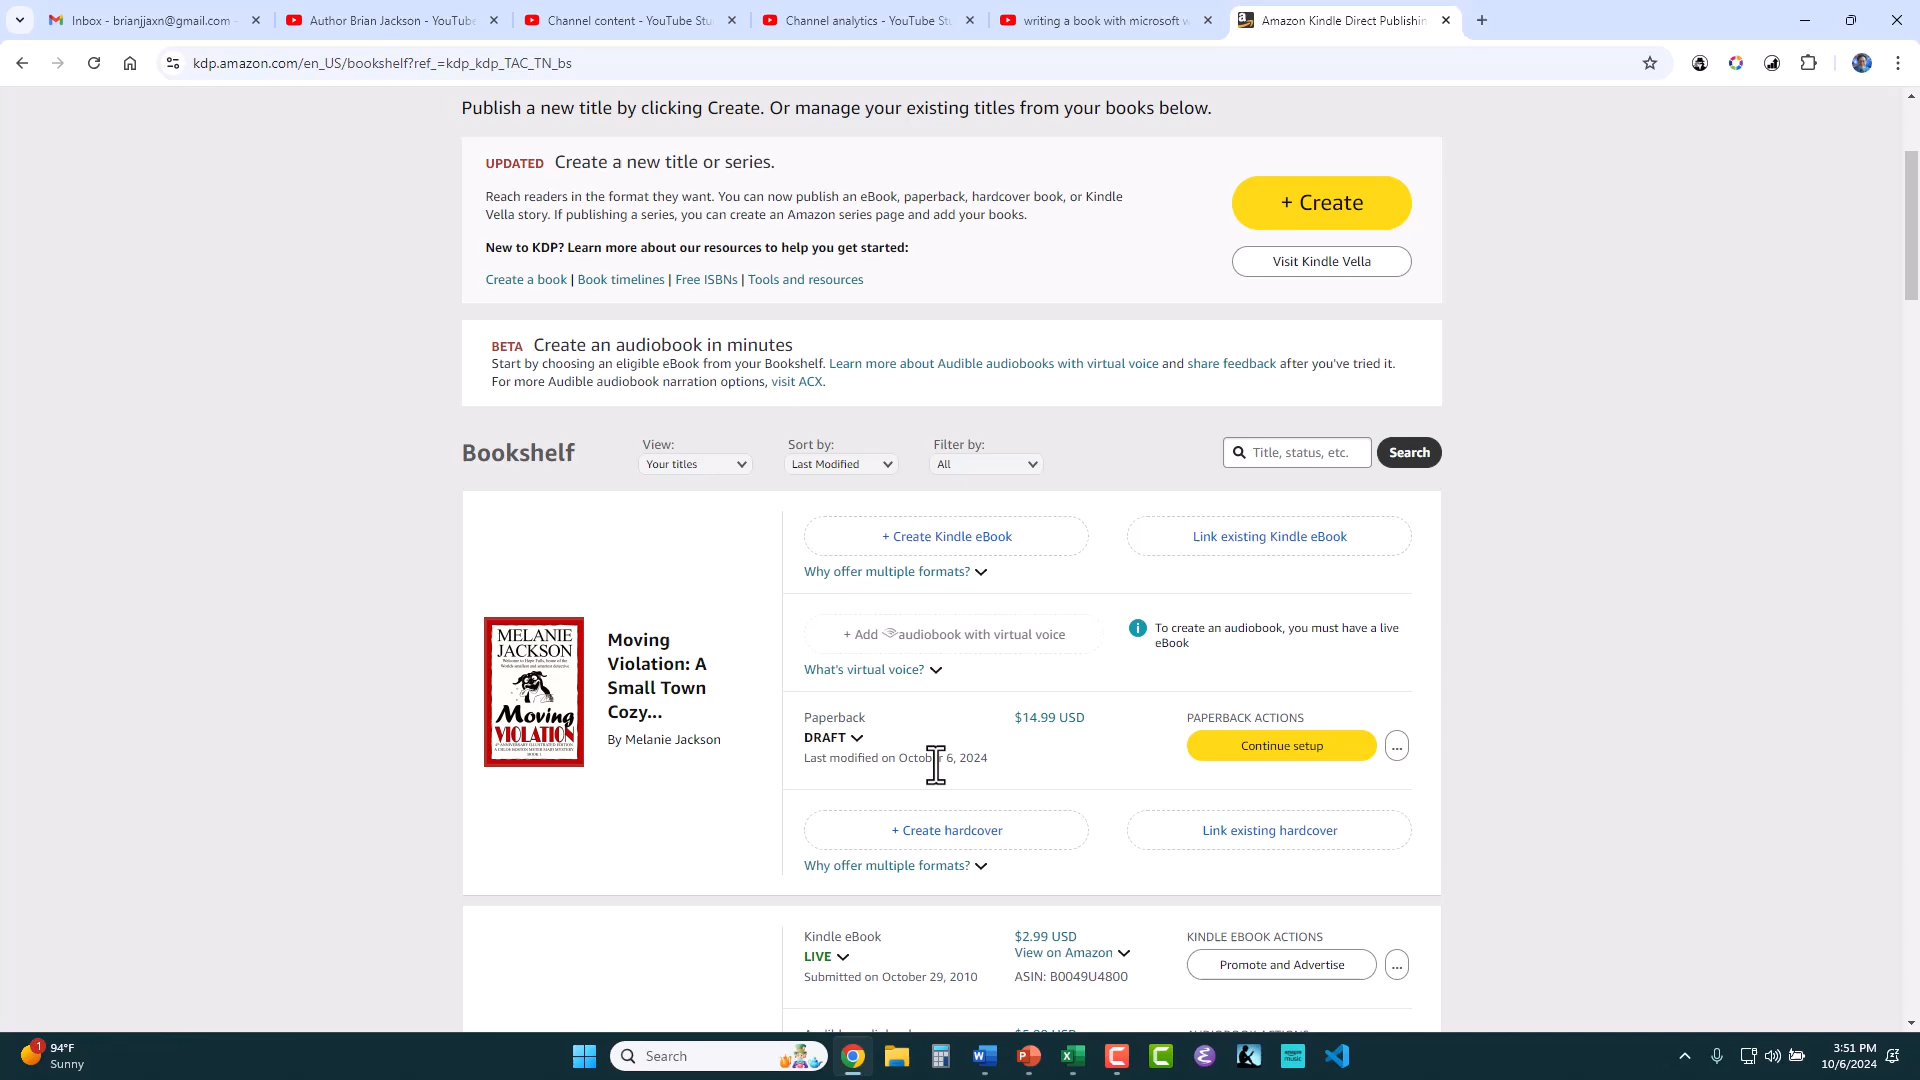 Inbox - brianjjaxn@gmail.com -
Author Brian Jackson - YouTube
Channel content - YouTube Stu
Channel analytics - YouTube Stu
writing a book with microsoft w
Amazon Kindle Direct Publishin
kdp.amazon.com/en_US/bookshelf?ref_=kdp_kdp_TAC_TN_bs
Publish a new title by clicking Create. Or manage your existing titles from your books below.
UPDATED Create a new title or series.
Reach readers in the format they want. You can now publish an eBook, paperback, hardcover book, or Kindle
Vella story. If publishing a series, you can create an Amazon series page and add your books.
+ Create
New to KDP? Learn more about our resources to help you get started:
Visit Kindle Vella
Create a book | Book timelines | Free ISBNs | Tools and resources
BETA Create an audiobook in minutes
Start by choosing an eligible eBook from your Bookshelf. Learn more about Audible audiobooks with virtual voice and share feedback after you've tried it.
For more Audible audiobook narration options, visit ACX.
Bookshelf
View:
Your titles
Sort by:
Last Modified
Filter by:
All
Title, status, etc.
Search
MELANIE
JACKSON
Moving
VIOLATION
Moving
Violation: A
Small Town
Cozy...
By Melanie Jackson
+ Create Kindle eBook
Link existing Kindle eBook
Why offer multiple formats?
+ Add audiobook with virtual voice
To create an audiobook, you must have a live
eBook
What's virtual voice?
Paperback
DRAFT
Last modified on October 6, 2024
$14.99 USD
PAPERBACK ACTIONS
Continue setup
...
+ Create hardcover
Link existing hardcover
Why offer multiple formats?
Kindle eBook
LIVE
Submitted on October 29, 2010
$2.99 USD
View on Amazon
ASIN: B0049U4800
KINDLE EBOOK ACTIONS
Promote and Advertise
...
1
94°F
Sunny
Search
3:51 PM
10/6/2024